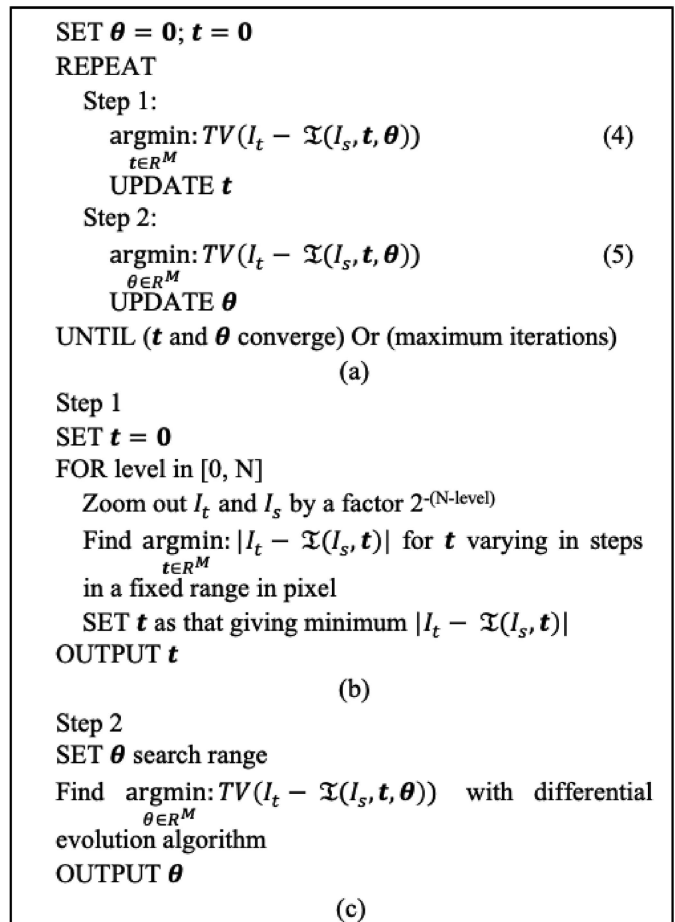 SET θ = 0; t = 0
REPEAT
Step 1:
argmin: TV(I_t − 𝔗(I_s, t, θ)) (4)
t∈R^M
UPDATE t
Step 2:
argmin: TV(I_t − 𝔗(I_s, t, θ)) (5)
θ∈R^M
UPDATE θ
UNTIL (t and θ converge) Or (maximum iterations)
(a)
Step 1
SET t = 0
FOR level in [0, N]
Zoom out I_t and I_s by a factor 2^-(N-level)
Find argmin: |I_t − 𝔗(I_s, t)| for t varying in steps
t∈R^M
in a fixed range in pixel
SET t as that giving minimum |I_t − 𝔗(I_s, t)|
OUTPUT t
(b)
Step 2
SET θ search range
Find argmin: TV(I_t − 𝔗(I_s, t, θ)) with differential
θ∈R^M
evolution algorithm
OUTPUT θ
(c)